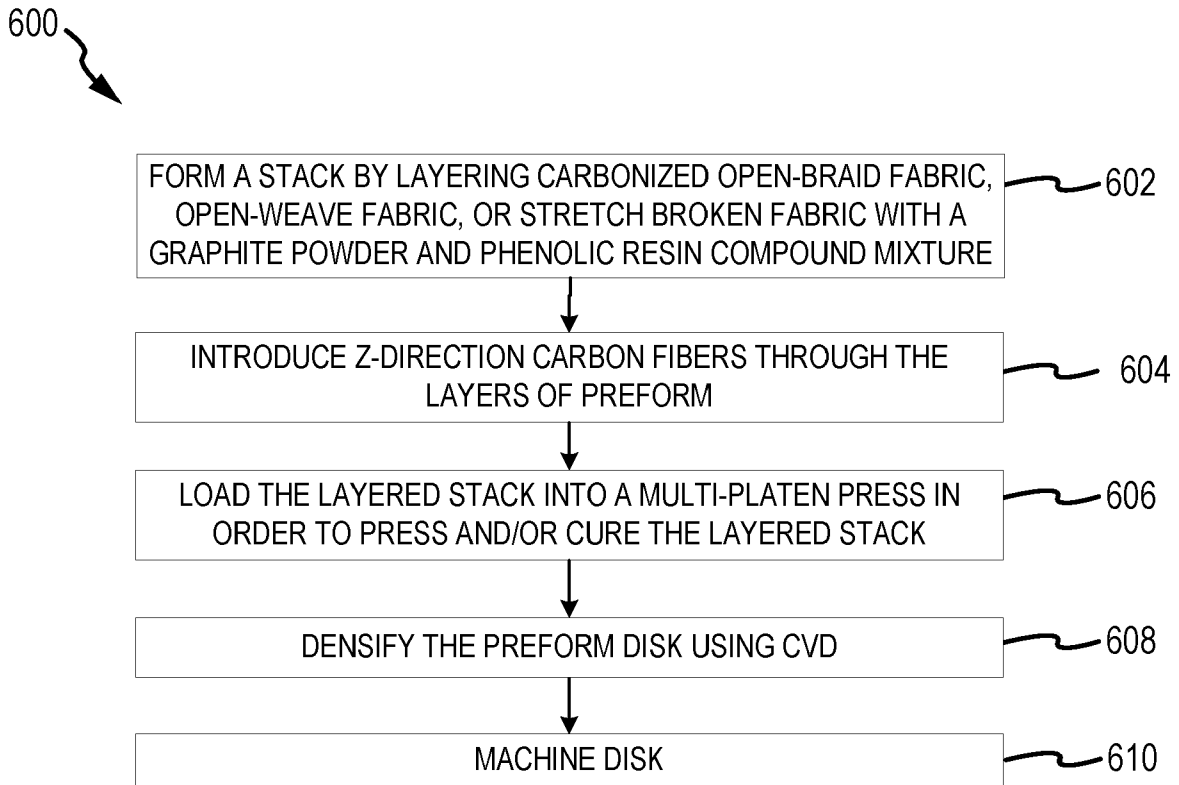 600
FORM A STACK BY LAYERING CARBONIZED OPEN-BRAID FABRIC,
OPEN-WEAVE FABRIC, OR STRETCH BROKEN FABRIC WITH A
GRAPHITE POWDER AND PHENOLIC RESIN COMPOUND MIXTURE
602
INTRODUCE Z-DIRECTION CARBON FIBERS THROUGH THE
LAYERS OF PREFORM
604
LOAD THE LAYERED STACK INTO A MULTI-PLATEN PRESS IN
ORDER TO PRESS AND/OR CURE THE LAYERED STACK
606
DENSIFY THE PREFORM DISK USING CVD
608
MACHINE DISK
610